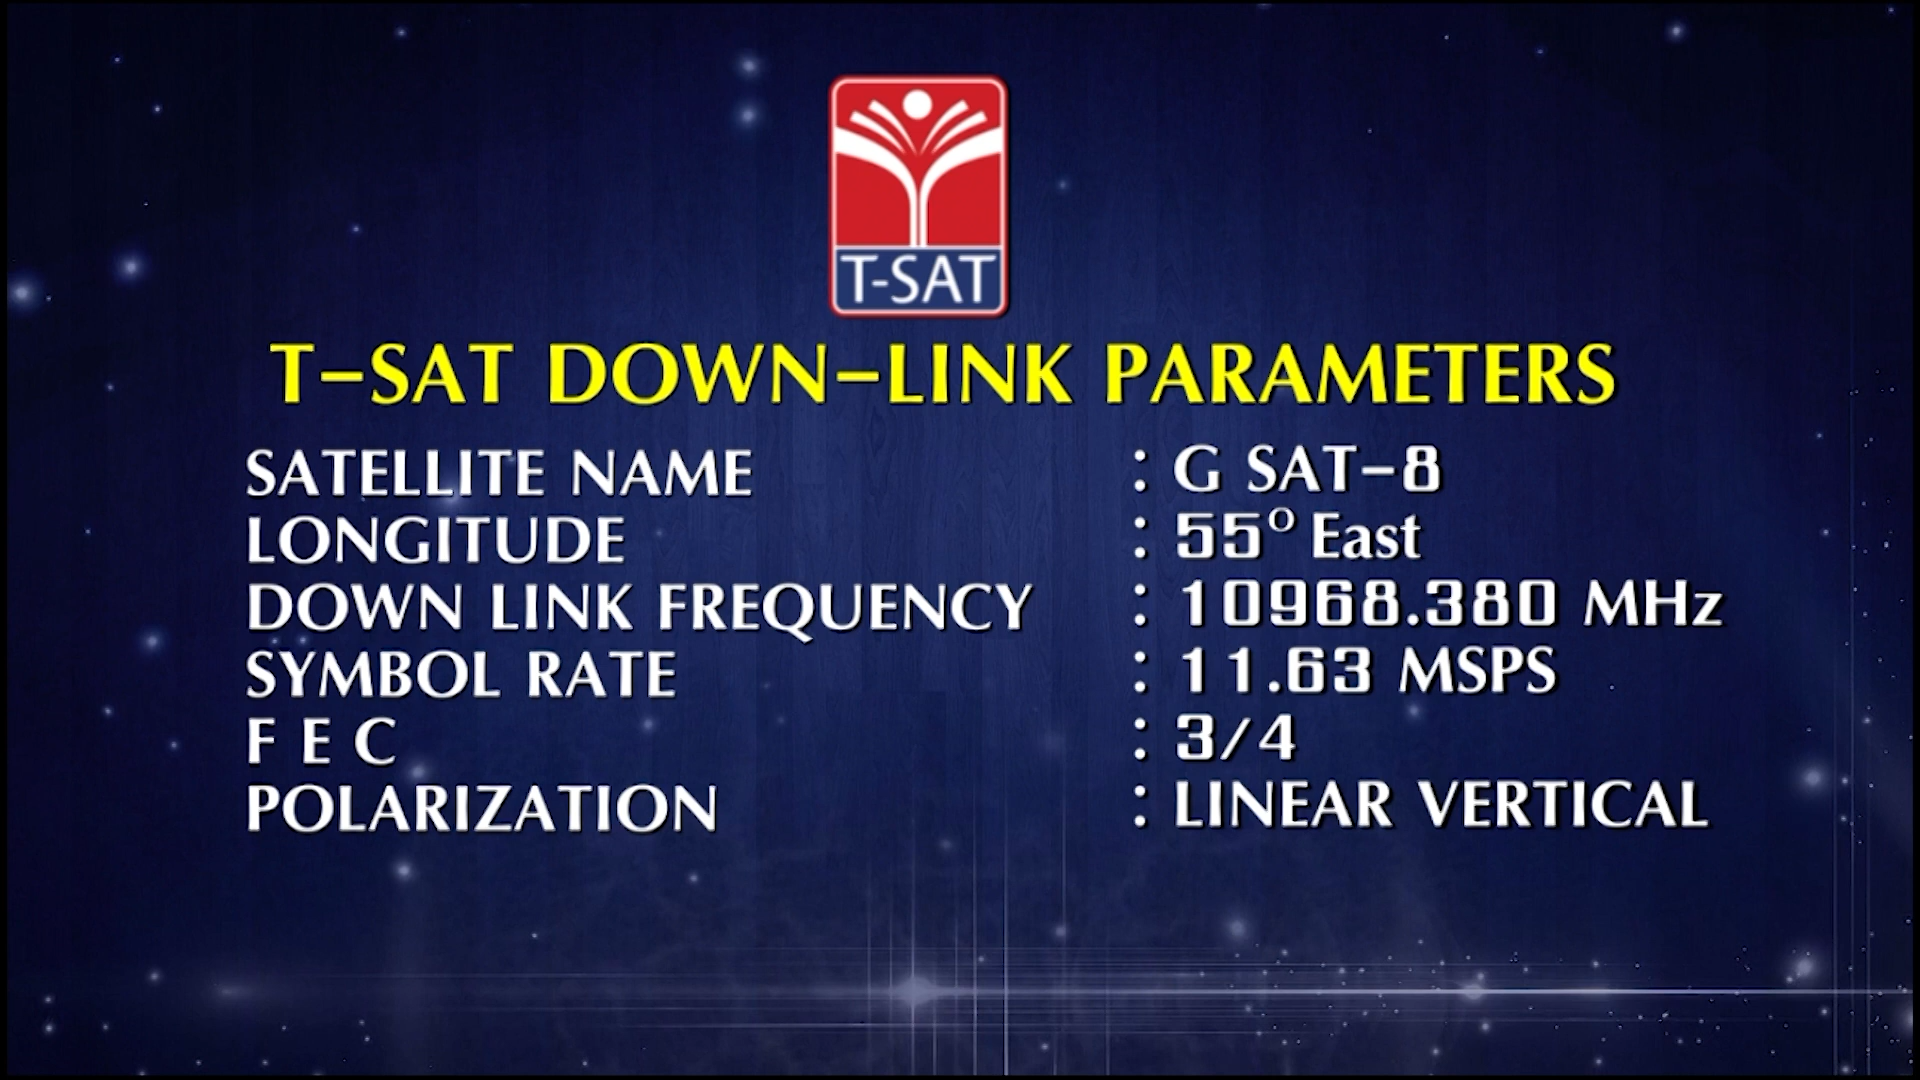 T-SAT
T-SAT DOWN-LINK PARAMETERS
SATELLITE NAME : G SAT-8
LONGITUDE : 55° East
DOWN LINK FREQUENCY : 10968.380 MHz
SYMBOL RATE : 11.63 MSPS
F E C : 3/4
POLARIZATION : LINEAR VERTICAL